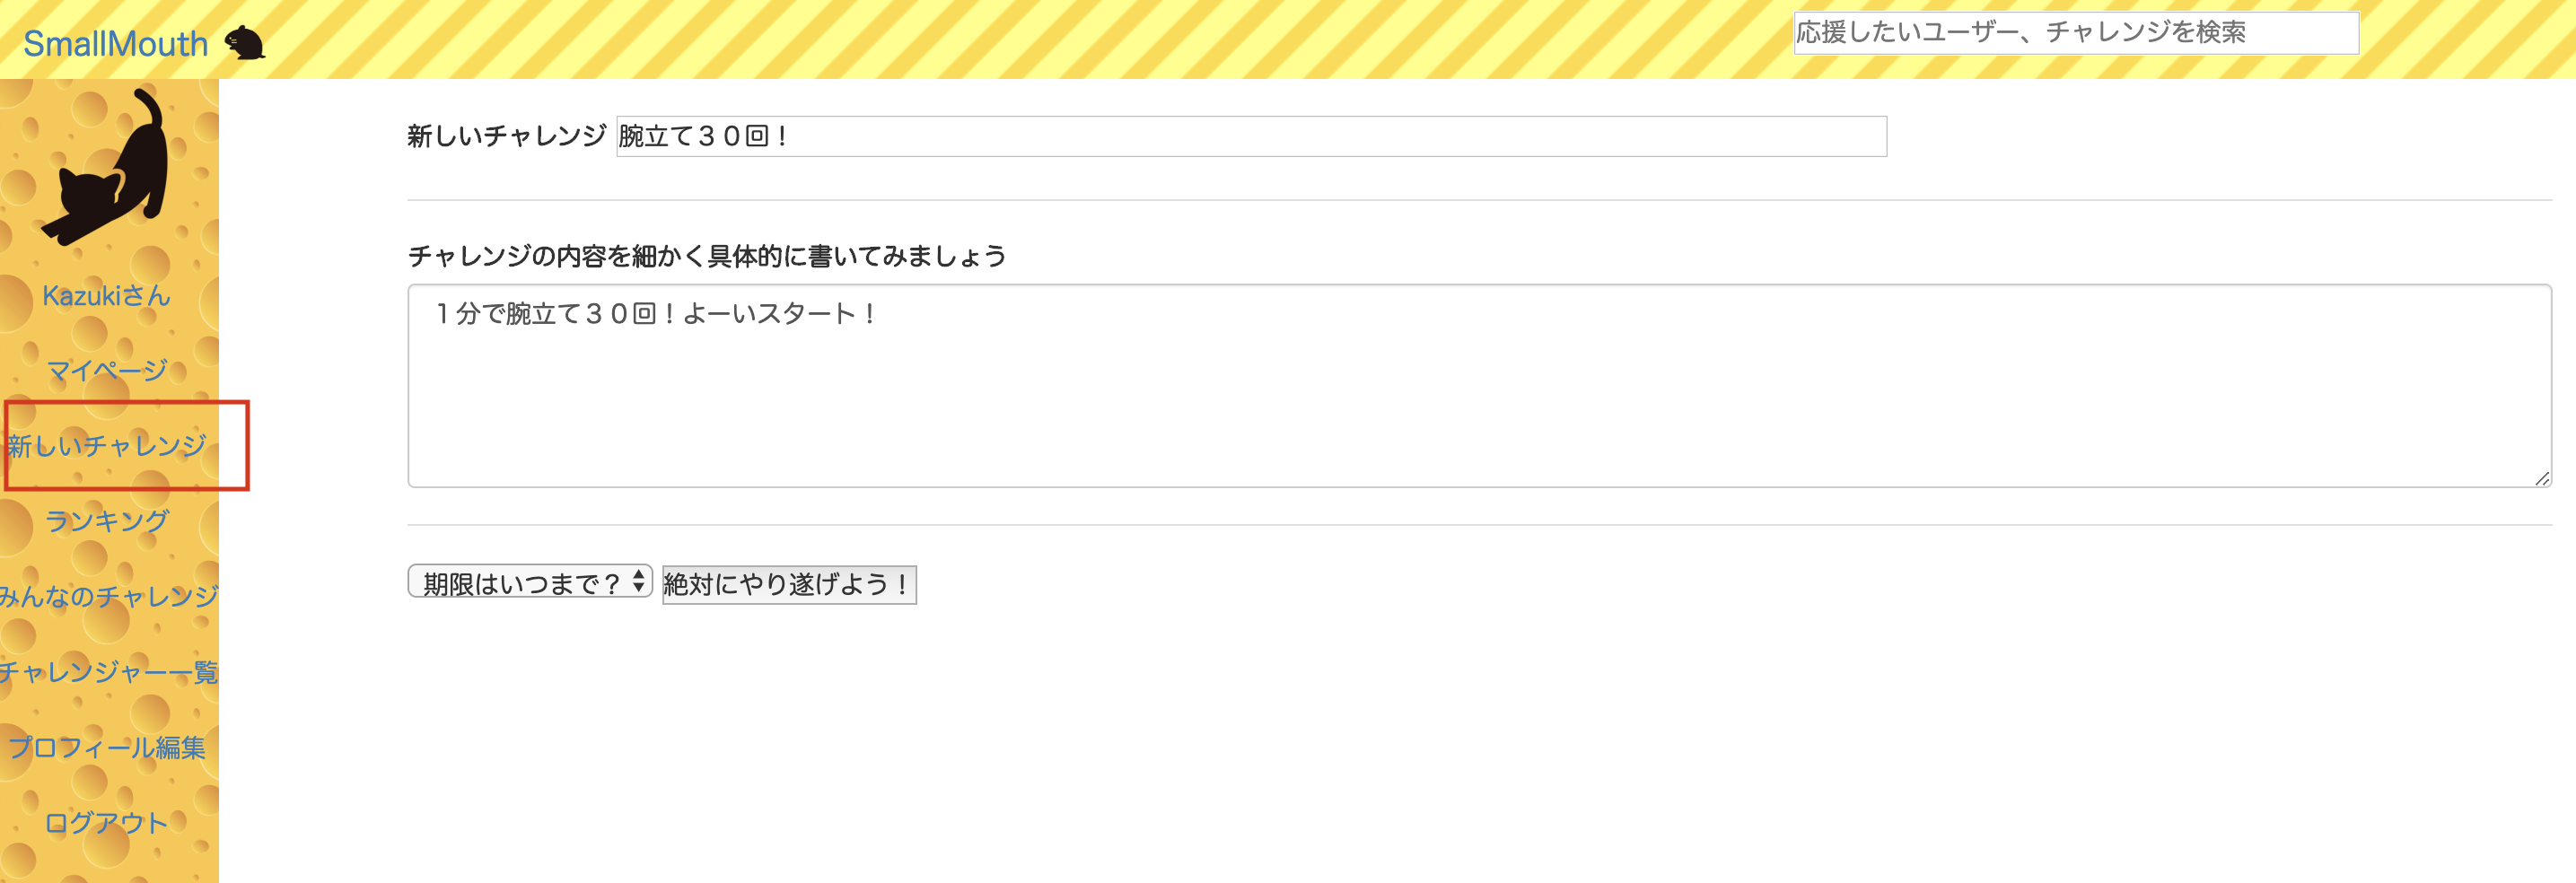 SmallMouth
応援したいユーザー、チャレンジを検索
Kazukiさん
マイページ
新しいチャレンジ
ランキング
みんなのチャレンジ
チャレンジャー一覧
プロフィール編集
ログアウト
新しいチャレンジ 腕立て３０回！
チャレンジの内容を細かく具体的に書いてみましょう
１分で腕立て３０回！よーいスタート！
期限はいつまで？ 絶対にやり遂げよう！